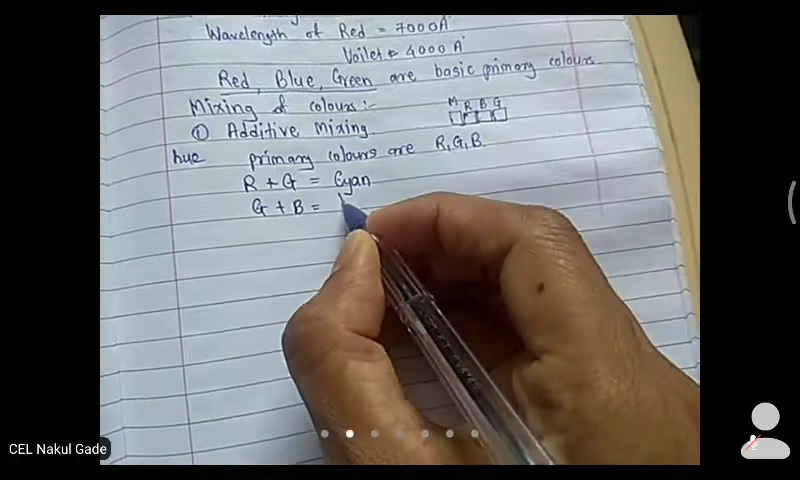 Wavelength of Red = 7000A°
Voilet = 4000 A°
Red, Blue, Green are basic primary colours.
Mixing of colours:-
M R B G
① Additive Mixing
hue primary colours are R, G, B.
R + G = Cyan
G + B =
CEL Nakul Gade